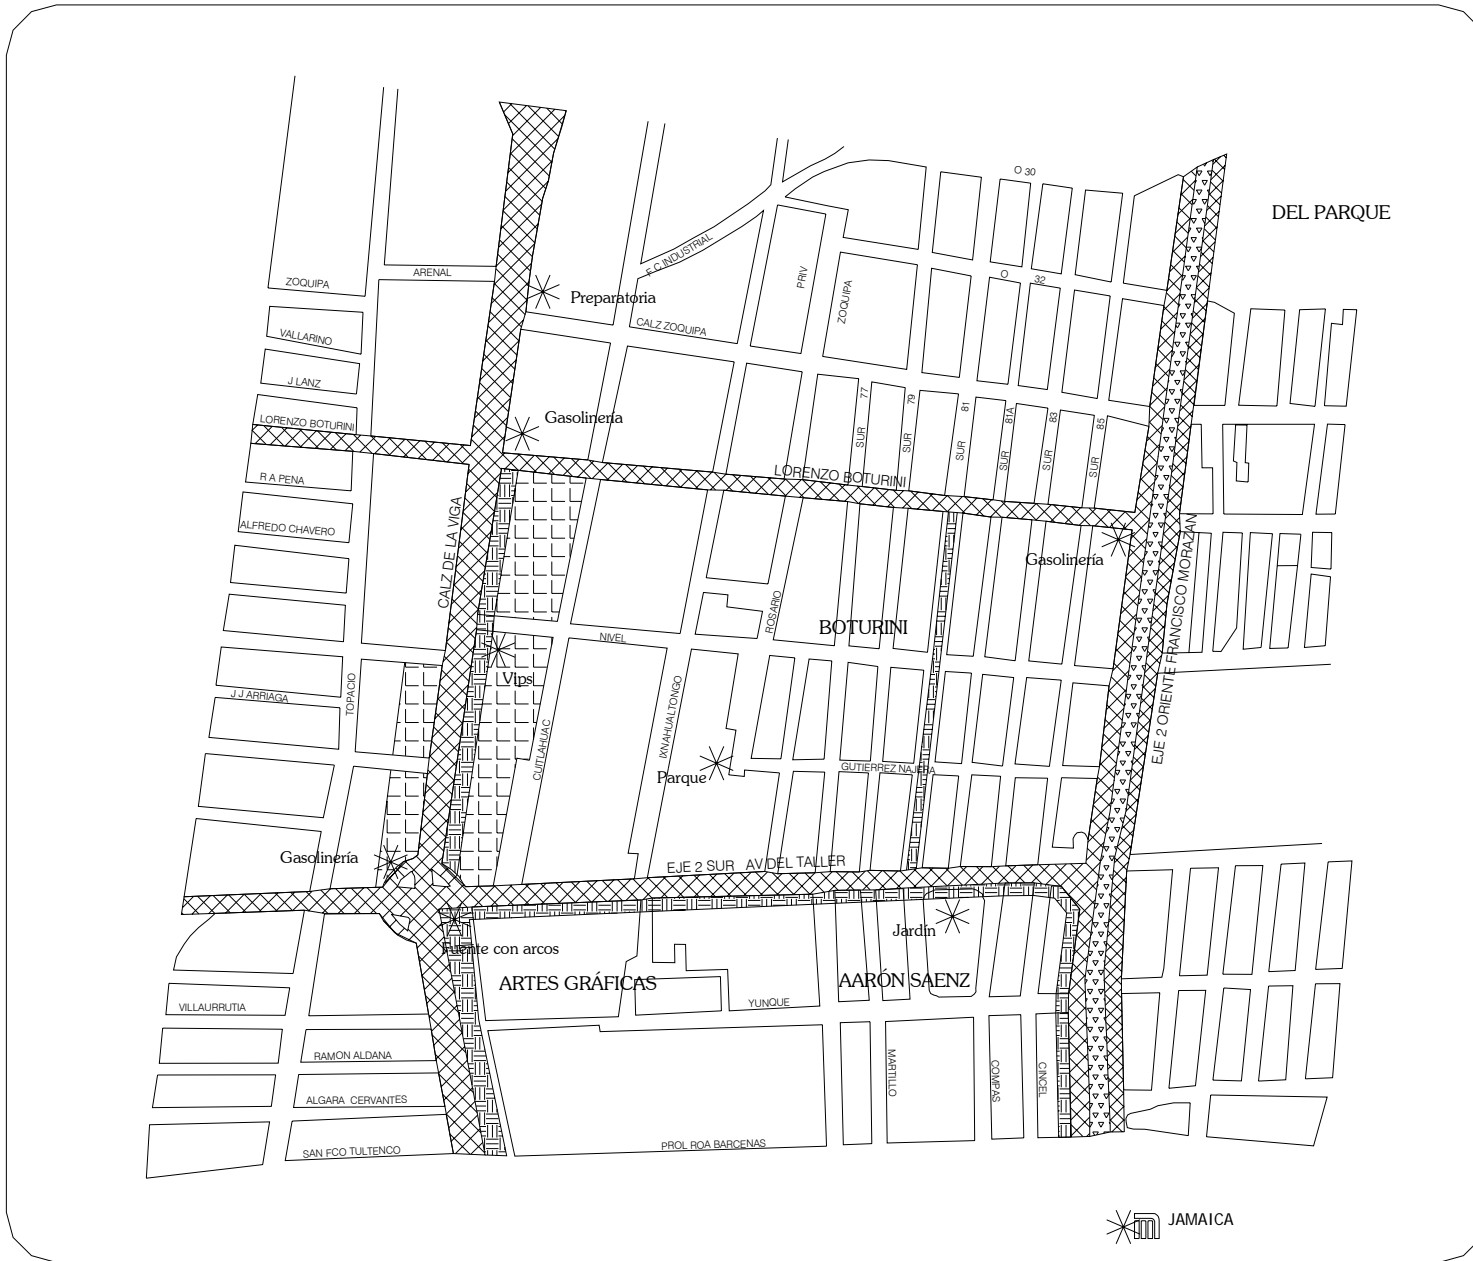 O 30
DEL PARQUE
F.C INDUSTRIAL
ARENAL
ZOQUIPA
O 32
PRIV
ZOQUIPA
Preparatoria
CALZ ZOQUIPA
VALLARINO
J LANZ
LORENZO BOTURINI
Gasolinería
SUR 77
SUR 79
SUR 81
SUR 81A
SUR 83
SUR 85
LORENZO BOTURINI
R A PENA
ALFREDO CHAVERO
CALZ DE LA VIGA
Gasolinería
EJE 2 ORIENTE FRANCISCO MORAZAN
ROSARIO
BOTURINI
NIVEL
Vips
J J ARRIAGA
TOPACIO
CUITLAHUAC
IXNAHUALTONGO
Parque
GUTIERREZ NAJERA
Gasolinería
EJE 2 SUR AV DEL TALLER
Jardín
Fuente con arcos
ARTES GRÁFICAS
AARÓN SAENZ
VILLAURRUTIA
YUNQUE
RAMON ALDANA
MARTILLO
COMPAS
CINCEL
ALGARA CERVANTES
SAN FCO TULTENCO
PROL ROA BARCENAS
JAMAICA